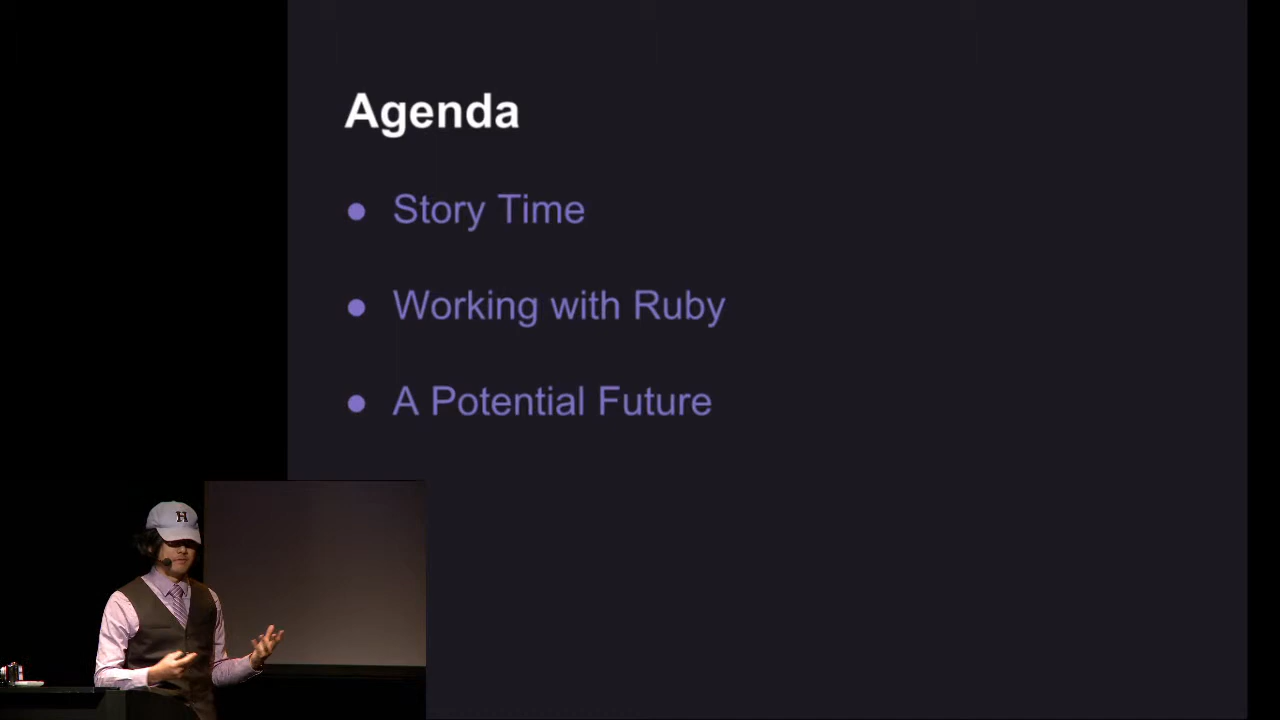 Agenda
● Story Time
● Working with Ruby
● A Potential Future
H